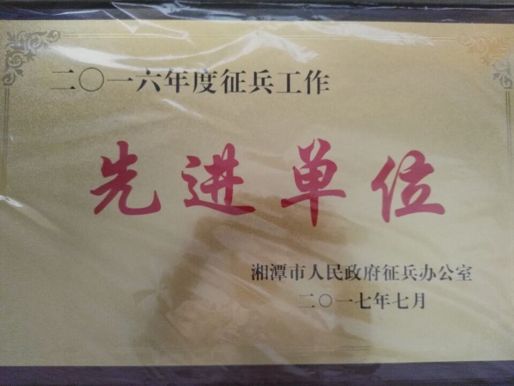 二〇一六年度征兵工作
先进单位
湘潭市人民政府征兵办公室
二〇一七年七月